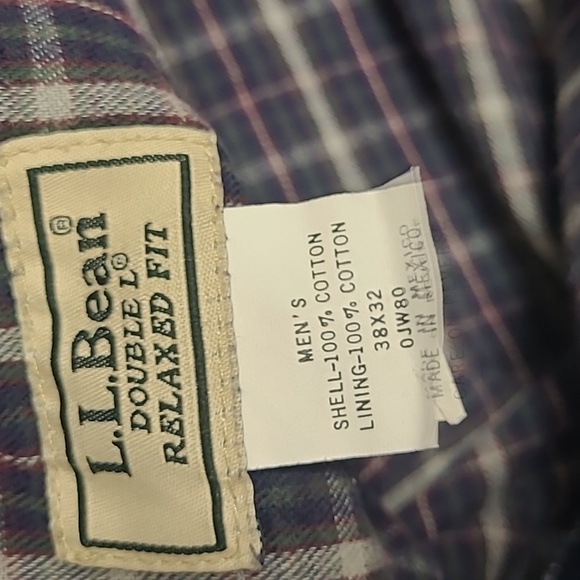 L.L.Bean®
DOUBLE L®
RELAXED FIT
MEN'S
SHELL-100% COTTON
LINING-100% COTTON
38X32
0JW80
MADE IN MEXICO